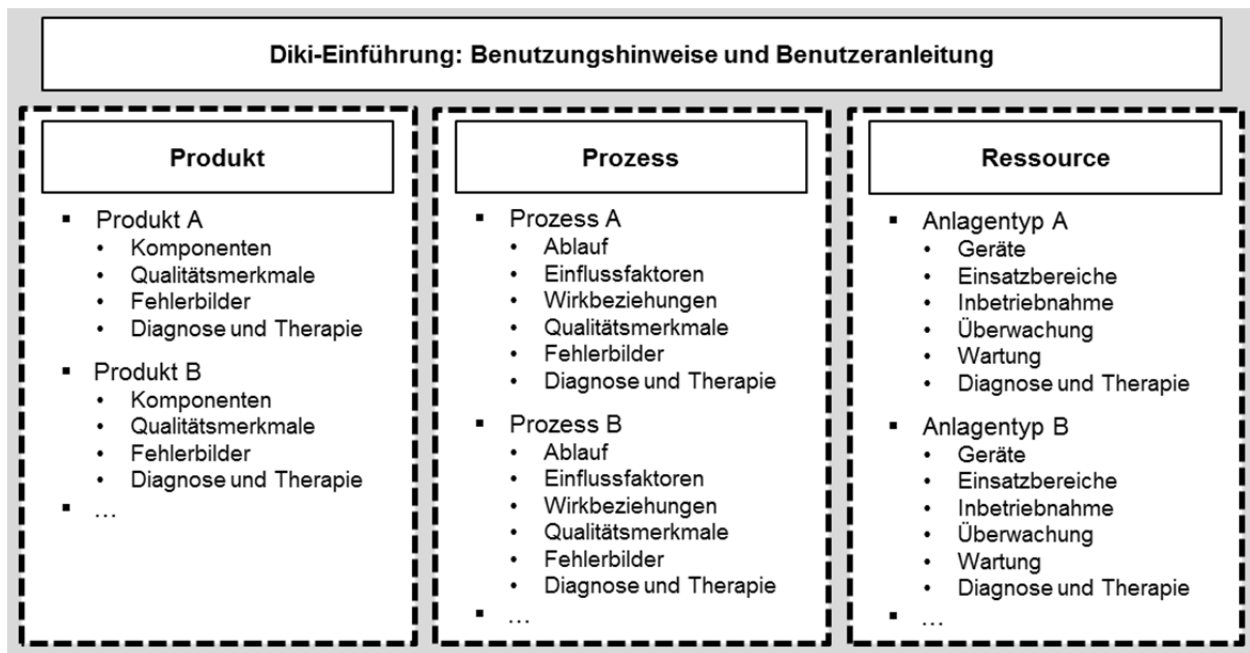 Diki-Einführung: Benutzungshinweise und Benutzeranleitung
Produkt
▪ Produkt A
• Komponenten
• Qualitätsmerkmale
• Fehlerbilder
• Diagnose und Therapie
▪ Produkt B
• Komponenten
• Qualitätsmerkmale
• Fehlerbilder
• Diagnose und Therapie
▪ ...
Prozess
▪ Prozess A
• Ablauf
• Einflussfaktoren
• Wirkbeziehungen
• Qualitätsmerkmale
• Fehlerbilder
• Diagnose und Therapie
▪ Prozess B
• Ablauf
• Einflussfaktoren
• Wirkbeziehungen
• Qualitätsmerkmale
• Fehlerbilder
• Diagnose und Therapie
▪ ...
Ressource
▪ Anlagentyp A
• Geräte
• Einsatzbereiche
• Inbetriebnahme
• Überwachung
• Wartung
• Diagnose und Therapie
▪ Anlagentyp B
• Geräte
• Einsatzbereiche
• Inbetriebnahme
• Überwachung
• Wartung
• Diagnose und Therapie
▪ ...